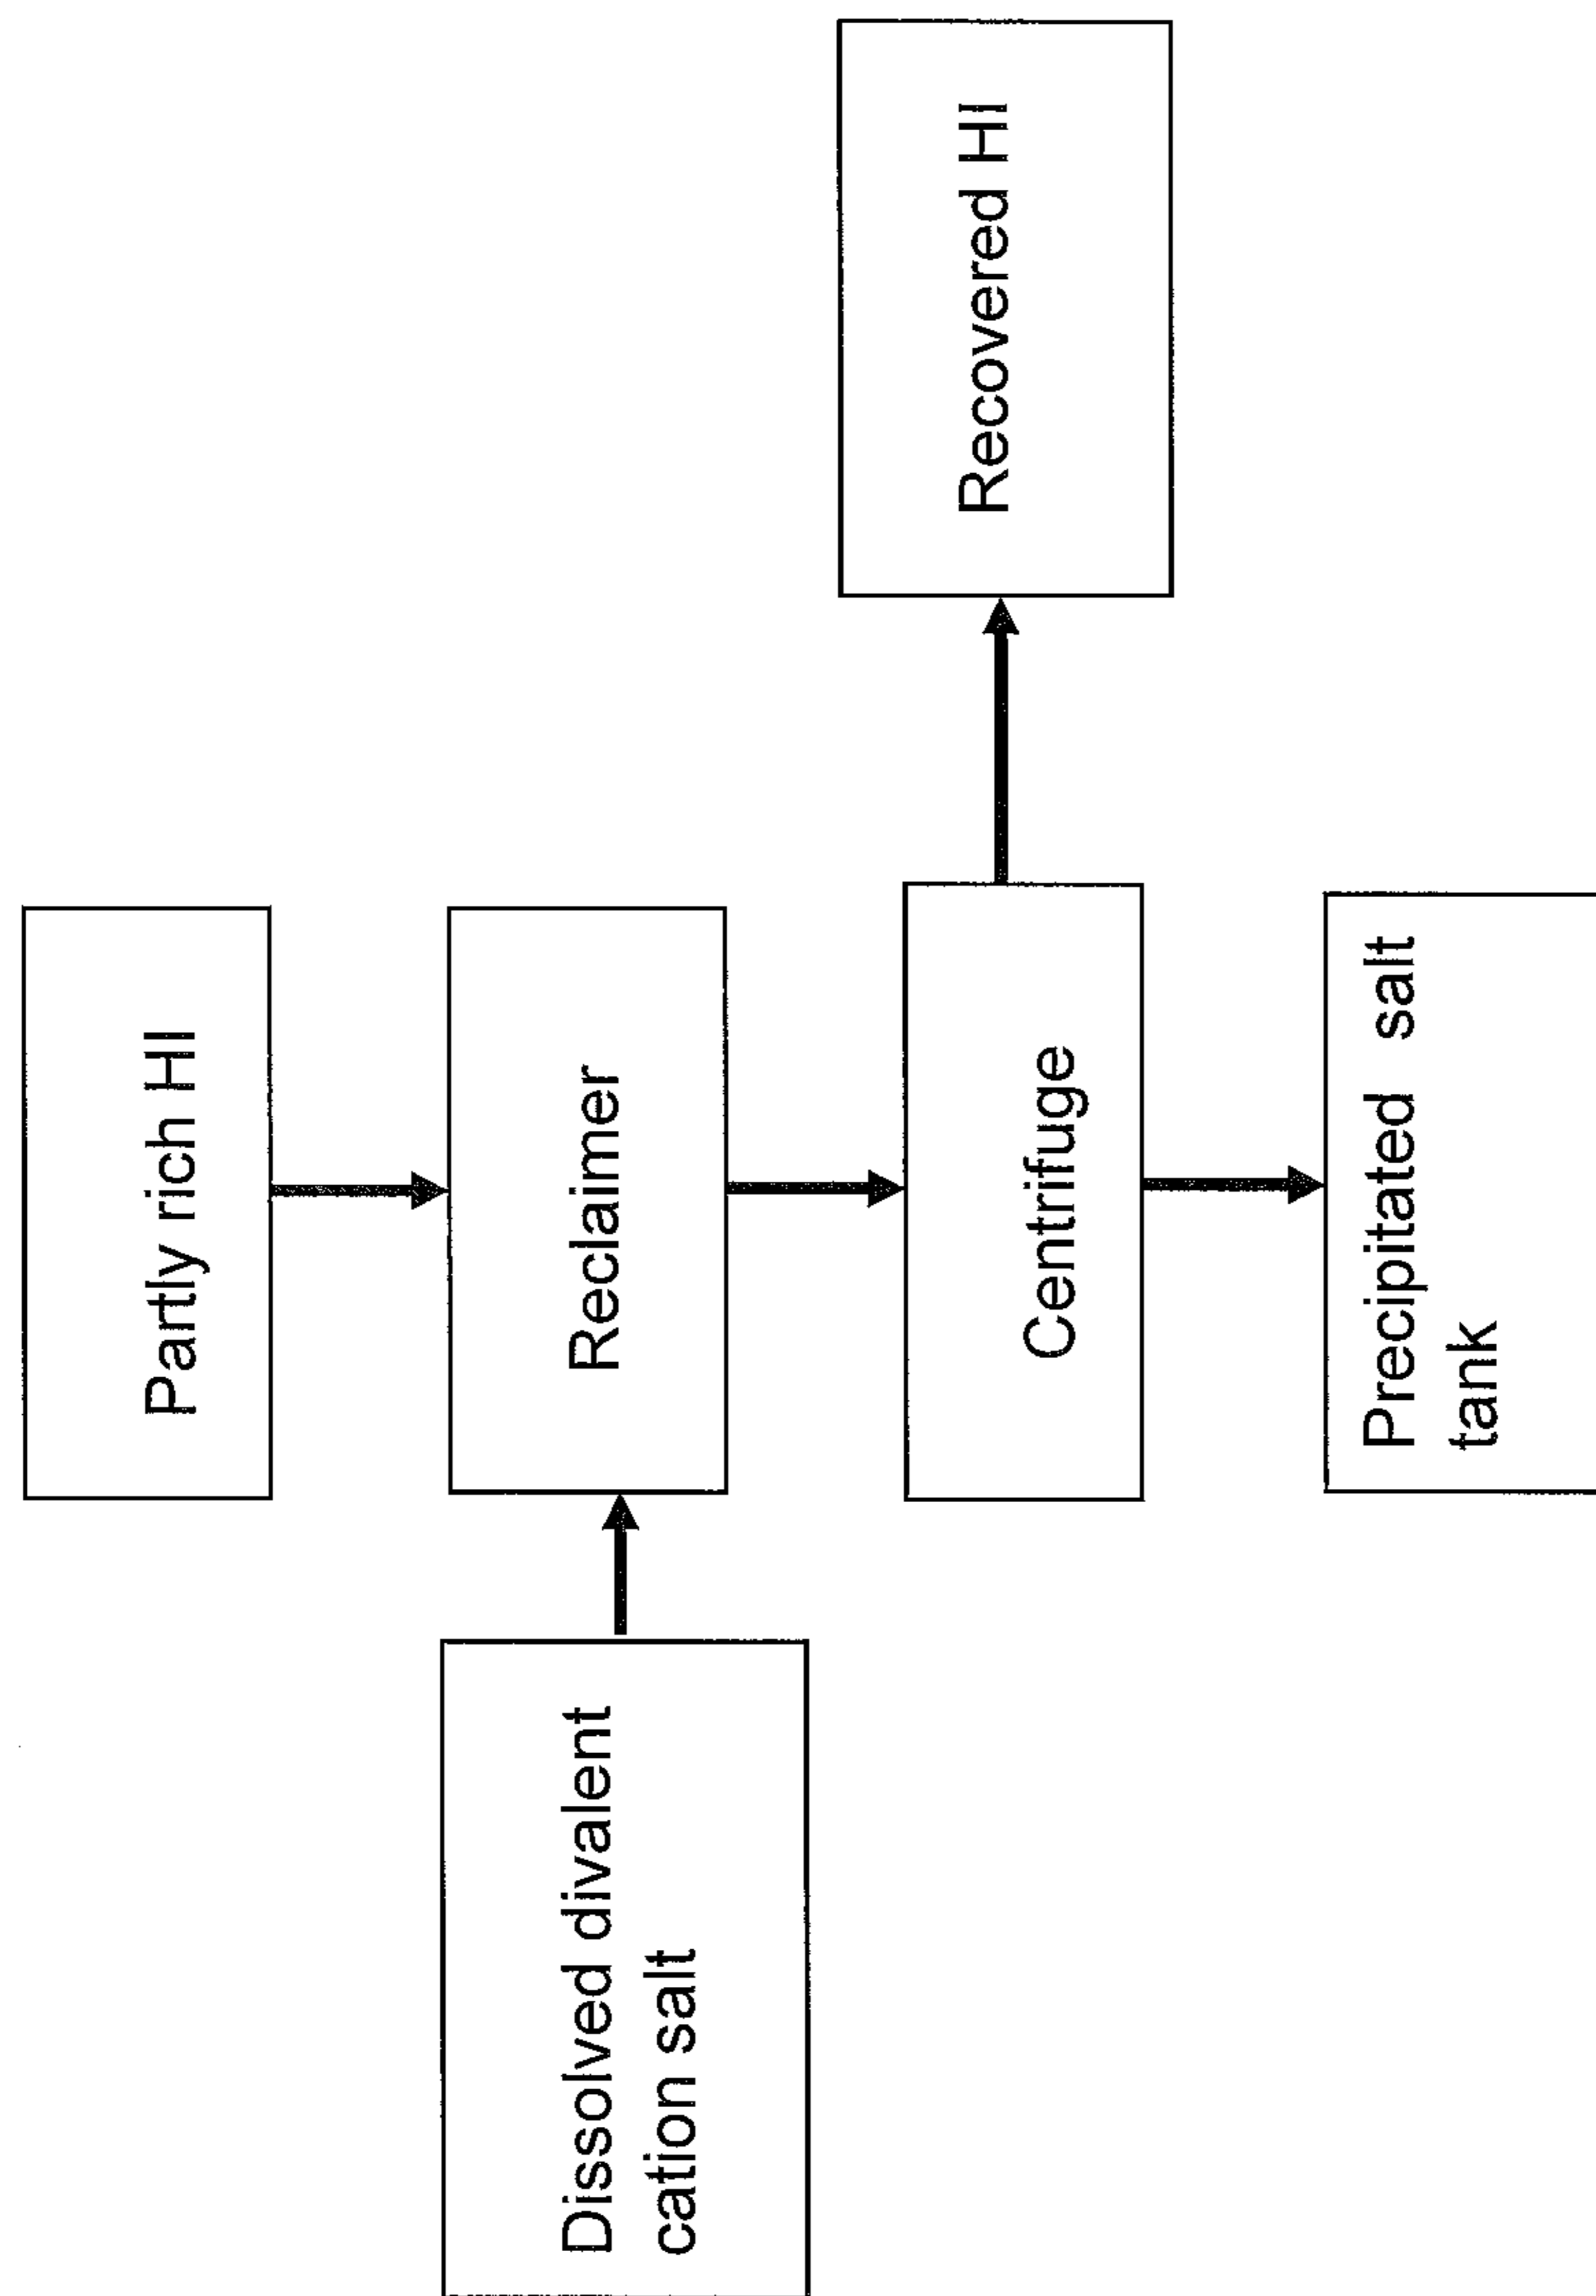 Partly rich HI
Dissolved divalent
cation salt
Reclaimer
Centrifuge
Recovered HI
Precipitated salt
tank